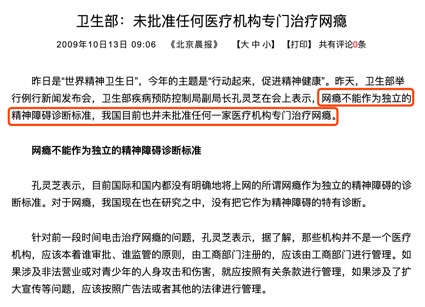 卫生部：未批准任何医疗机构专门治疗网瘾
2009年10月13日 09:06 《北京晨报》 【大 中 小】 【打印】 共有评论0条
昨日是“世界精神卫生日”，今年的主题是“行动起来，促进精神健康”。昨天，卫生部举
行例行新闻发布会，卫生部疾病预防控制局副局长孔灵芝在会上表示，网瘾不能作为独立的
精神障碍诊断标准，我国目前也并未批准任何一家医疗机构专门治疗网瘾。
网瘾不能作为独立的精神障碍诊断标准
孔灵芝表示，目前国际和国内都没有明确地将上网的所谓网瘾作为独立的精神障碍的诊
断标准。对于网瘾，我国现在也在研究之中，没有把它作为精神障碍的特有诊断。
针对前一段时间电击治疗网瘾的问题，孔灵芝表示，据了解，那些机构并不是一个医疗
机构，应该本着谁审批、谁监管的原则，由工商部门注册的，应该由工商部门进行管理。如
果涉及非法营业或对青少年的人身攻击和伤害，就应按照有关条款进行管理，如果涉及了扩
大宣传等问题，应该按照广告法或者其他的法律进行管理。